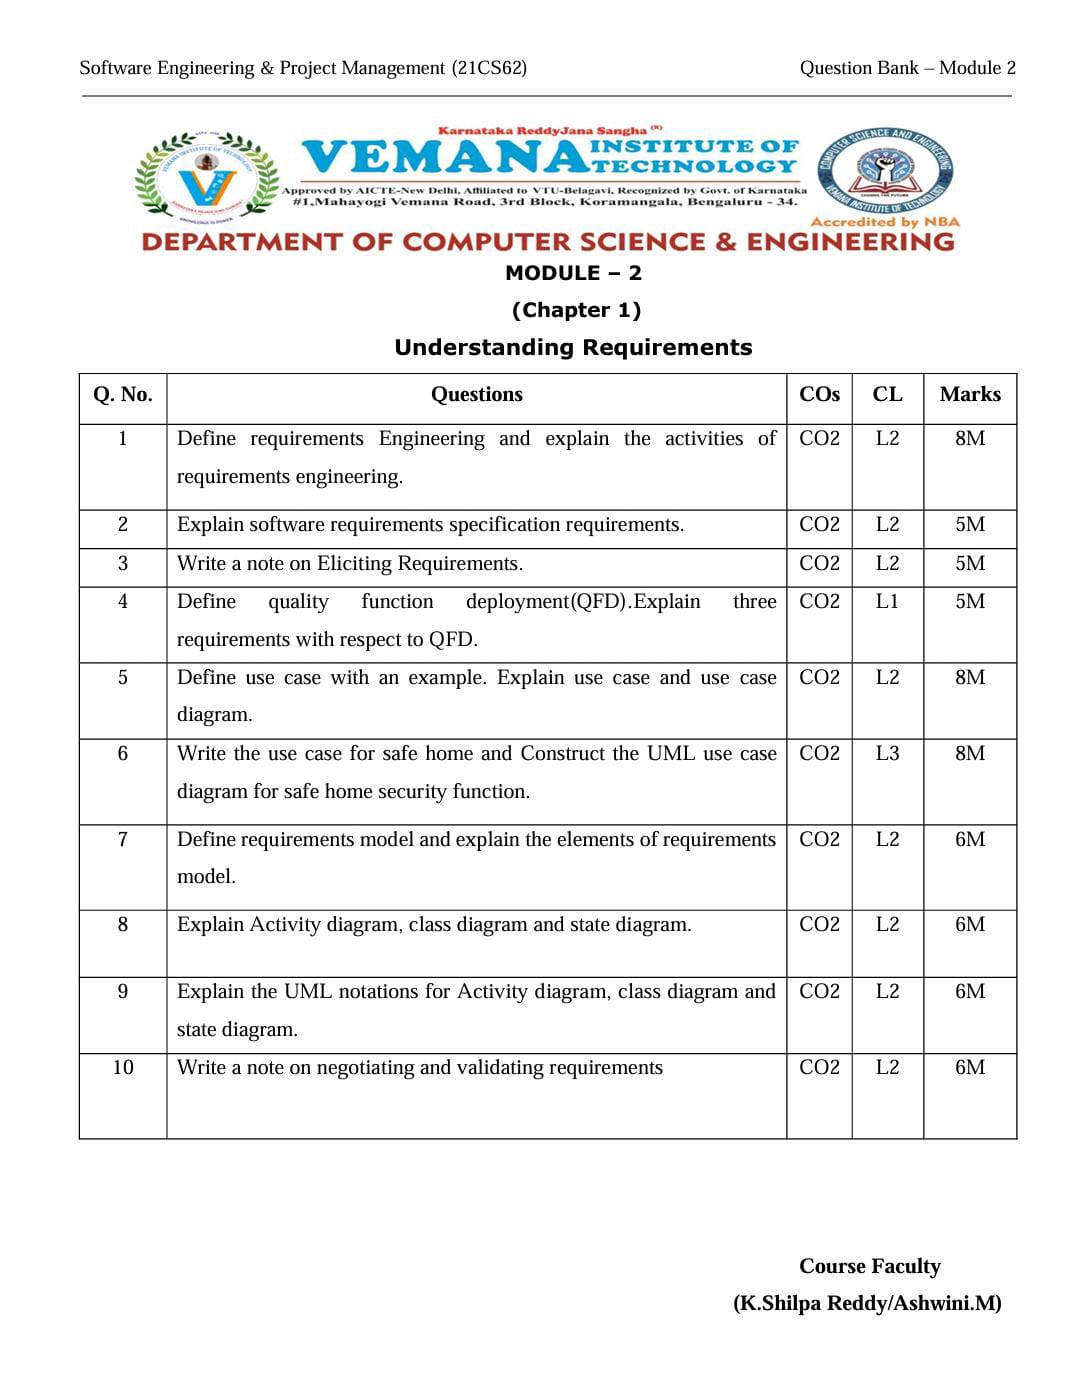 Software Engineering & Project Management (21CS62) Question Bank – Module 2
Karnataka ReddyJana Sangha (R)
VEMANA INSTITUTE OF TECHNOLOGY
Approved by AICTE-New Delhi, Affiliated to VTU-Belagavi, Recognized by Govt. of Karnataka
#1,Mahayogi Vemana Road, 3rd Block, Koramangala, Bengaluru - 34.
VEMANA INSTITUTE OF TECHNOLOGY
COMPUTER SCIENCE AND ENGINEERING
VEMANA INSTITUTE OF TECHNOLOGY
Accredited by NBA
DEPARTMENT OF COMPUTER SCIENCE & ENGINEERING
MODULE – 2
(Chapter 1)
Understanding Requirements
Q. No. Questions COs CL Marks
1 Define requirements Engineering and explain the activities of CO2 L2 8M
requirements engineering.
2 Explain software requirements specification requirements. CO2 L2 5M
3 Write a note on Eliciting Requirements. CO2 L2 5M
4 Define quality function deployment(QFD).Explain three CO2 L1 5M
requirements with respect to QFD.
5 Define use case with an example. Explain use case and use case CO2 L2 8M
diagram.
6 Write the use case for safe home and Construct the UML use case CO2 L3 8M
diagram for safe home security function.
7 Define requirements model and explain the elements of requirements CO2 L2 6M
model.
8 Explain Activity diagram, class diagram and state diagram. CO2 L2 6M
9 Explain the UML notations for Activity diagram, class diagram and CO2 L2 6M
state diagram.
10 Write a note on negotiating and validating requirements CO2 L2 6M
Course Faculty
(K.Shilpa Reddy/Ashwini.M)